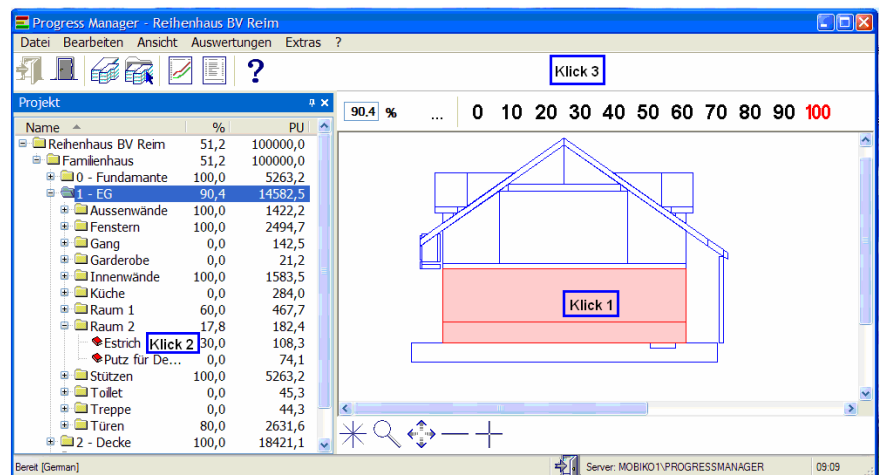 Progress Manager - Reihenhaus BV Reim
Datei Bearbeiten Ansicht Auswertungen Extras ?
?
Klick 3
Projekt
90.4 % ... 0 10 20 30 40 50 60 70 80 90 100
Name % PU
Reihenhaus BV Reim 51,2 100000,0
Familienhaus 51,2 100000,0
0 - Fundamante 100,0 5263,2
1 - EG 90,4 14582,5
Aussenwände 100,0 1422,2
Fenstern 100,0 2494,7
Gang 0,0 142,5
Garderobe 0,0 21,2
Innenwände 100,0 1583,5
Küche 0,0 284,0
Raum 1 60,0 467,7
Raum 2 17,8 182,4
Estrich Klick 2 30,0 108,3
Putz für De... 0,0 74,1
Stützen 100,0 5263,2
Toilet 0,0 45,3
Treppe 0,0 44,3
Türen 80,0 2631,6
2 - Decke 100,0 18421,1
Klick 1
Bereit [German]
Server: MOBIKO1\PROGRESSMANAGER
09:09